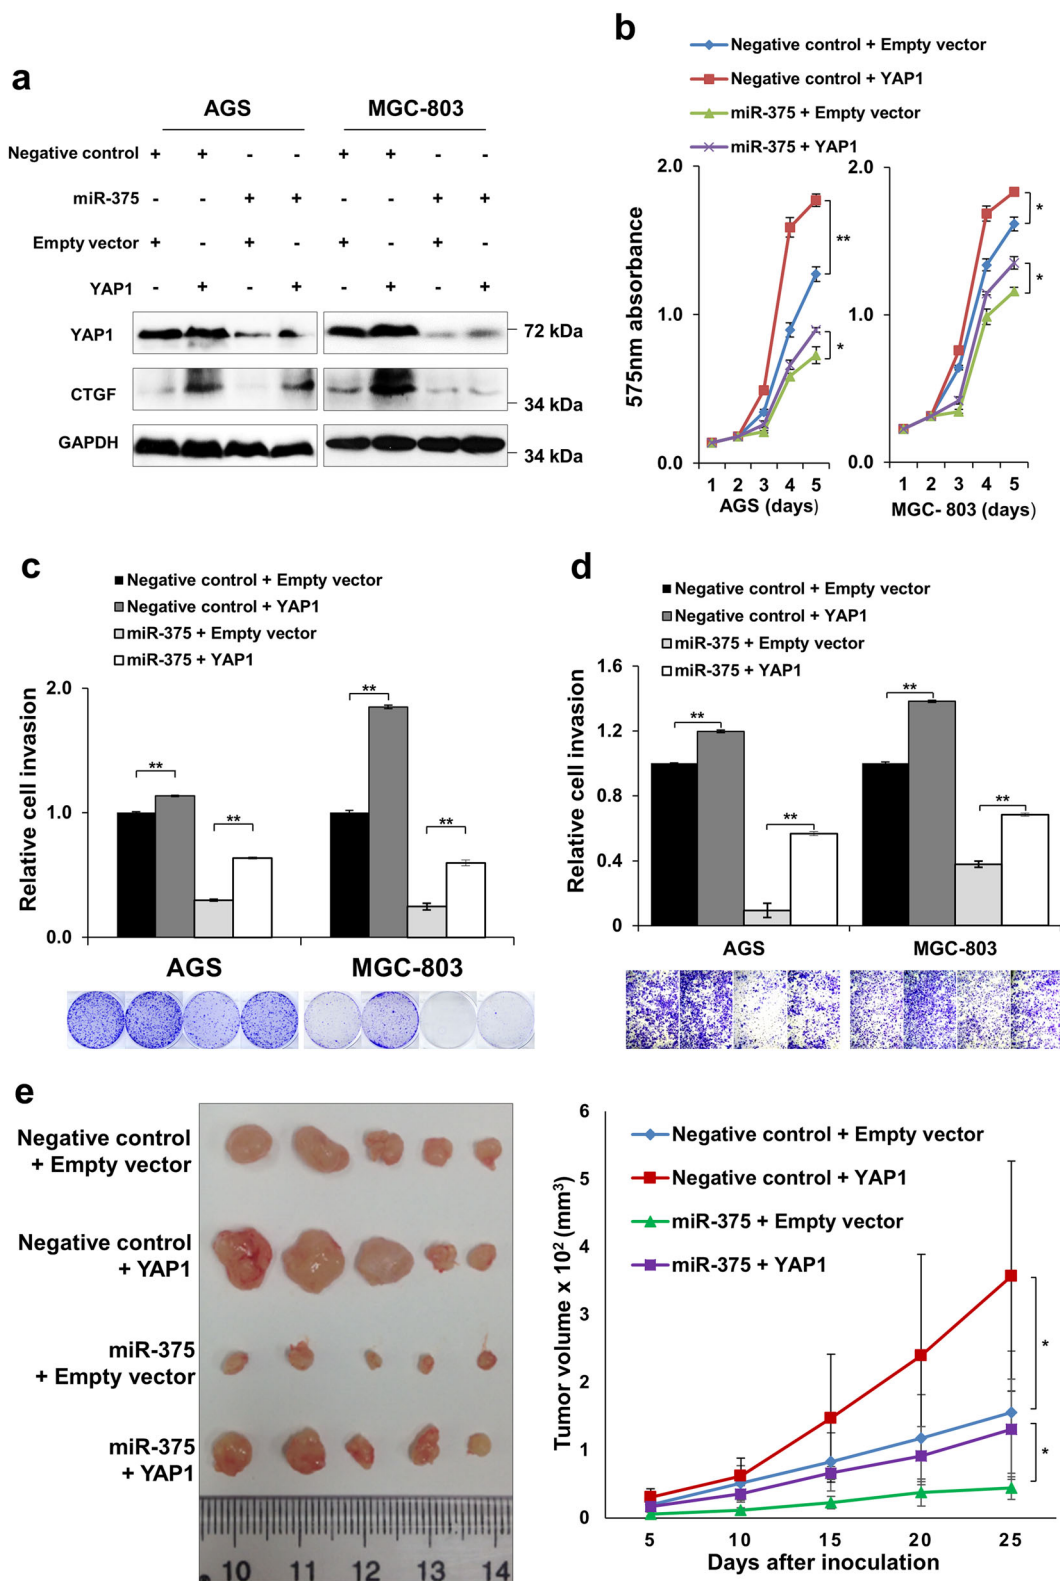 a
AGS MGC-803
Negative control + + - - + + - -
miR-375 - - + + - - + +
Empty vector + - + - + - + -
YAP1 - + - + - + - +
YAP1 72 kDa
CTGF 34 kDa
GAPDH 34 kDa
b
Negative control + Empty vector
Negative control + YAP1
miR-375 + Empty vector
miR-375 + YAP1
575nm absorbance
2.0
1.0
0.0
**
*
1 2 3 4 5
AGS (days)
2.0
1.0
0.0
*
*
1 2 3 4 5
MGC- 803 (days)
c
Negative control + Empty vector
Negative control + YAP1
miR-375 + Empty vector
miR-375 + YAP1
Relative cell invasion
2.0
1.0
0.0
** ** ** **
AGS MGC-803
d
Negative control + Empty vector
Negative control + YAP1
miR-375 + Empty vector
miR-375 + YAP1
Relative cell invasion
1.6
1.2
0.8
0.4
0
** ** ** **
AGS MGC-803
e
Negative control
+ Empty vector
Negative control
+ YAP1
miR-375
+ Empty vector
miR-375
+ YAP1
10 11 12 13 14
Negative control + Empty vector
Negative control + YAP1
miR-375 + Empty vector
miR-375 + YAP1
Tumor volume x 10² (mm³)
6
5
4
3
2
1
0
*
*
5 10 15 20 25
Days after inoculation